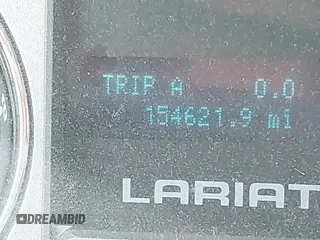 TRIP A 0.0
154621.9 mi
LARIAT
DREAMBID